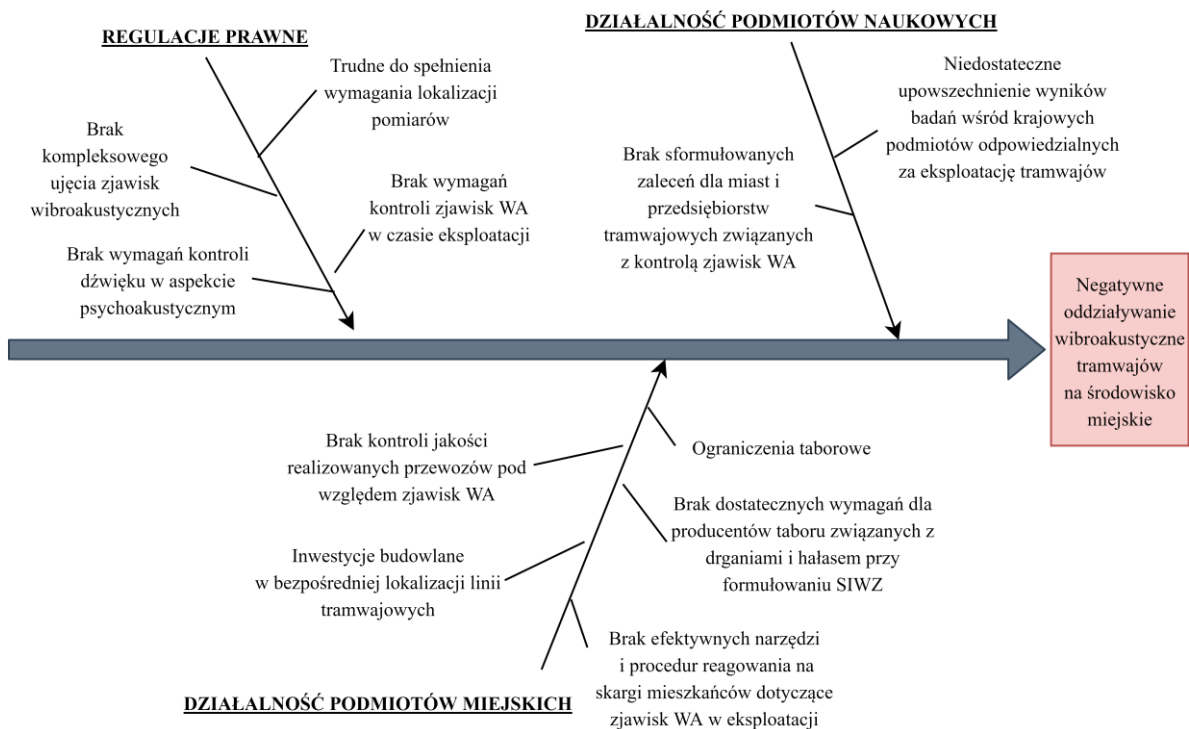 REGULACJE PRAWNE
Trudne do spełnienia
wymagania lokalizacji
pomiarów
Brak
kompleksowego
ujęcia zjawisk
wibroakustycznych
Brak wymagań
kontroli zjawisk WA
w czasie eksploatacji
Brak wymagań kontroli
dźwięku w aspekcie
psychoakustycznym
DZIAŁALNOŚĆ PODMIOTÓW NAUKOWYCH
Niedostateczne
upowszechnienie wyników
badań wśród krajowych
podmiotów odpowiedzialnych
za eksploatację tramwajów
Brak sformułowanych
zaleceń dla miast i
przedsiębiorstw
tramwajowych związanych
z kontrolą zjawisk WA
Negatywne
oddziaływanie
wibroakustyczne
tramwajów
na środowisko
miejskie
Brak kontroli jakości
realizowanych przewozów pod
względem zjawisk WA
Ograniczenia taborowe
Brak dostatecznych wymagań dla
producentów taboru związanych z
drganiami i hałasem przy
formułowaniu SIWZ
Inwestycje budowlane
w bezpośredniej lokalizacji linii
tramwajowych
Brak efektywnych narzędzi
i procedur reagowania na
skargi mieszkańców dotyczące
zjawisk WA w eksploatacji
DZIAŁALNOŚĆ PODMIOTÓW MIEJSKICH